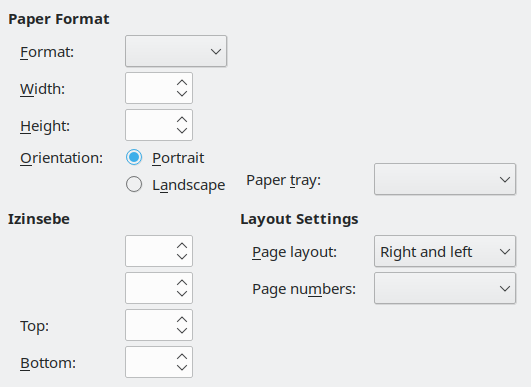 Paper Format
Format:
Width:
Height:
Orientation:
Portrait
Landscape
Paper tray:
Izinsebe
Layout Settings
Page layout:
Right and left
Page numbers:
Top:
Bottom: